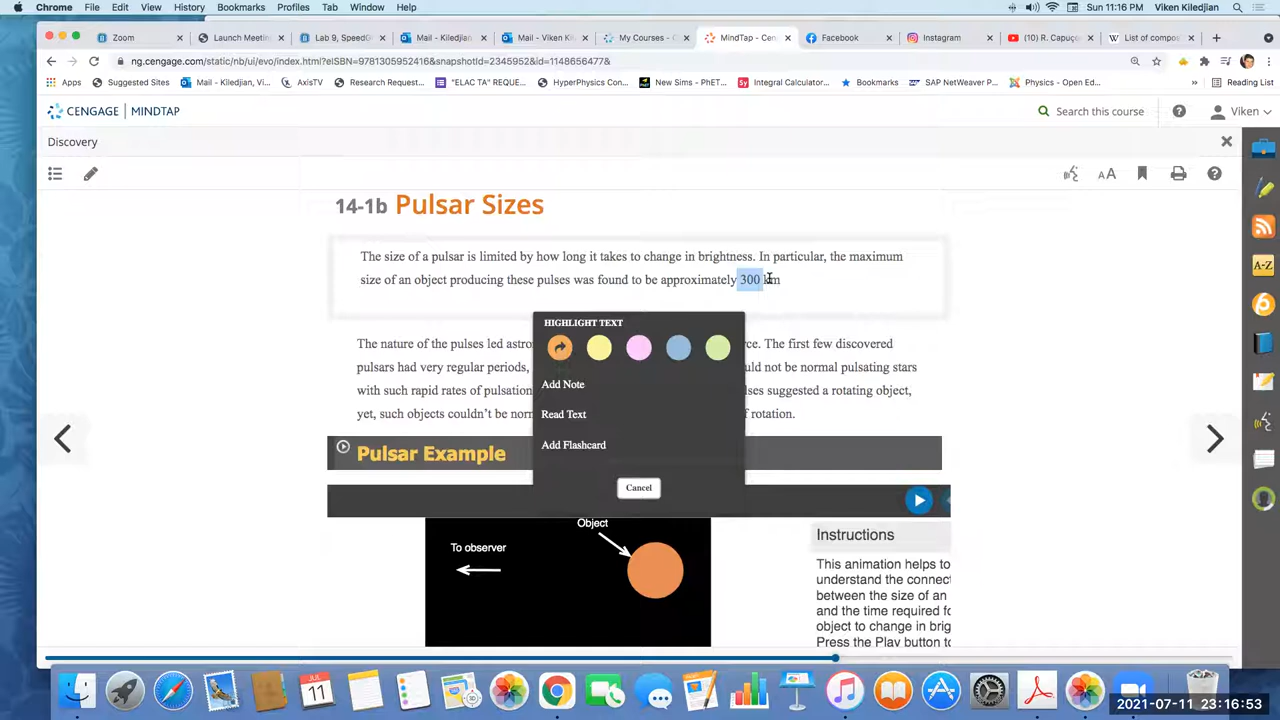 Chrome File Edit View History Bookmarks Profiles Tab Window Help Sun 11:16 PM Viken Kiledjian
Zoom Launch Meetin Lab 9, SpeedG Mail - Kiledjian Mail - Viken K My Courses - C MindTap - Cen Facebook Instagram (10) R. Capuç List of compos
ng.cengage.com/static/nb/ui/evo/index.html?eISBN=9781305952416&snapshotId=2345952&id=1148656477&
Apps Suggested Sites Mail - Kiledjian, Vi... AxisTV Research Request... "ELAC TA" REQUE... HyperPhysics Con... New Sims - PhET... Integral Calculator... Bookmarks SAP NetWeaver P... Physics - Open Ed... Reading List
CENGAGE MINDTAP Search this course Viken
Discovery
14-1b Pulsar Sizes
The size of a pulsar is limited by how long it takes to change in brightness. In particular, the maximum
size of an object producing these pulses was found to be approximately 300 km
HIGHLIGHT TEXT
The nature of the pulses led astro rce. The first few discovered
pulsars had very regular periods, uld not be normal pulsating stars
with such rapid rates of pulsation lses suggested a rotating object,
yet, such objects couldn't be norm f rotation.
Add Note
Read Text
Add Flashcard
Cancel
Pulsar Example
Object
To observer
Instructions
This animation helps to
understand the connect
between the size of an
and the time required fo
object to change in brig
Press the Play button to
JUL
11
2021-07-11 23:16:53